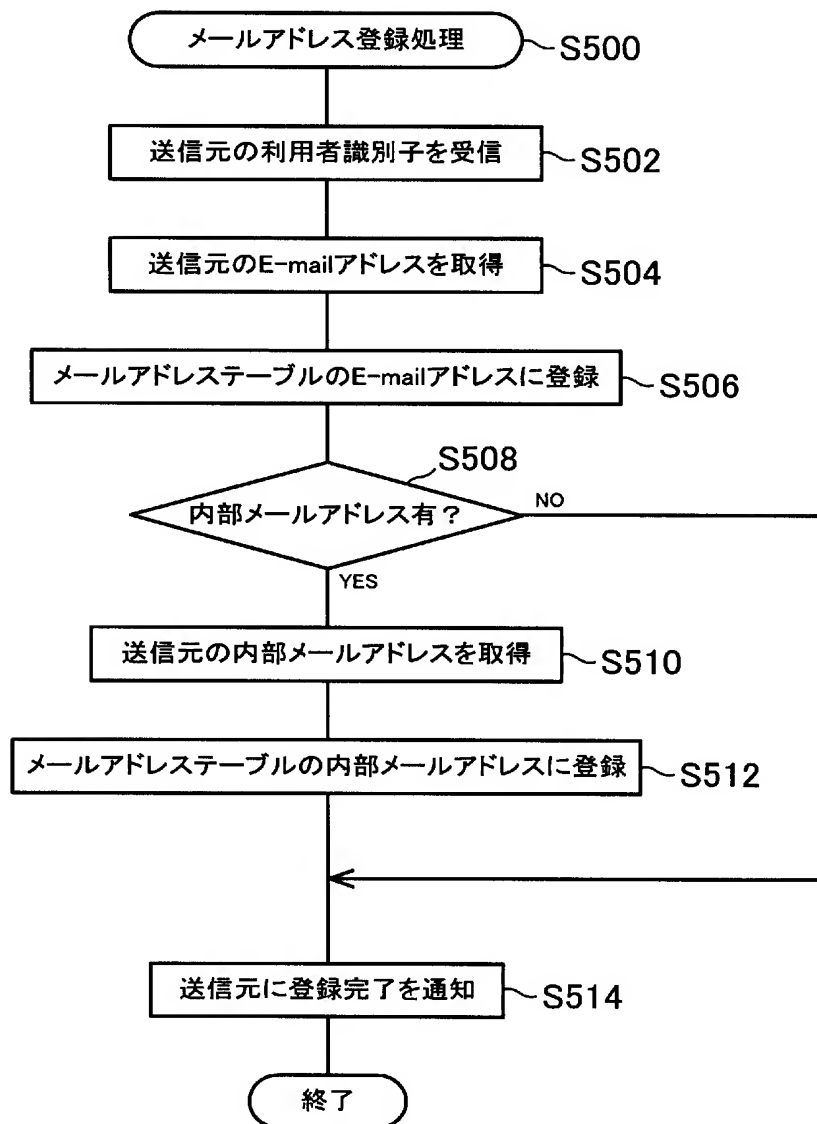 メールアドレス登録処理
S500
送信元の利用者識別子を受信
S502
送信元のE-mailアドレスを取得
S504
メールアドレステーブルのE-mailアドレスに登録
S506
S508
内部メールアドレス有?
NO
YES
送信元の内部メールアドレスを取得
S510
メールアドレステーブルの内部メールアドレスに登録
S512
送信元に登録完了を通知
S514
終了